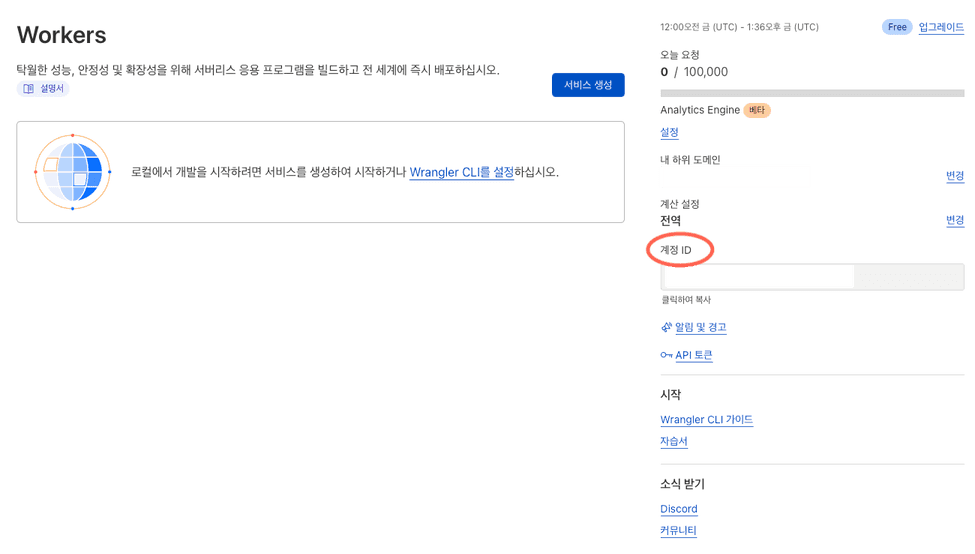 Workers
탁월한 성능, 안정성 및 확장성을 위해 서버리스 응용 프로그램을 빌드하고 전 세계에 즉시 배포하십시오.
설명서
서비스 생성
로컬에서 개발을 시작하려면 서비스를 생성하여 시작하거나 Wrangler CLI를 설정하십시오.
12:00오전 금 (UTC) - 1:36오후 금 (UTC)
Free 업그레이드
오늘 요청
0 / 100,000
Analytics Engine 베타
설정
내 하위 도메인
변경
계산 설정
전역
변경
계정 ID
클릭하여 복사
알림 및 경고
API 토큰
시작
Wrangler CLI 가이드
자습서
소식 받기
Discord
커뮤니티